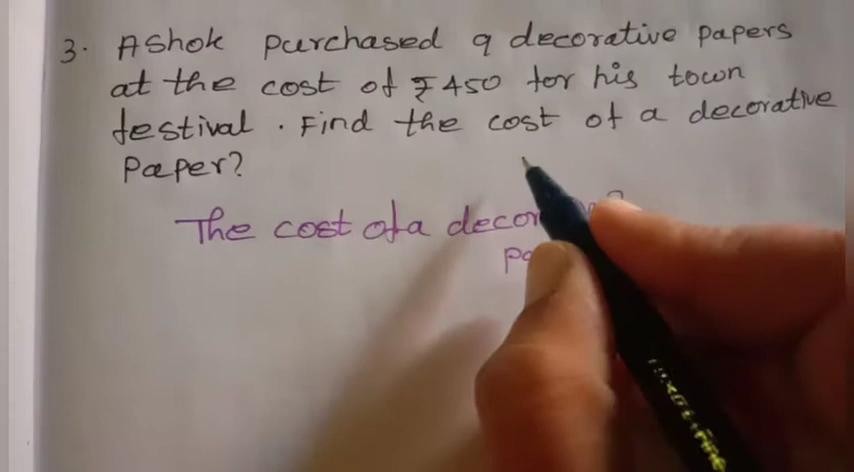 3. Ashok purchased 9 decorative papers
at the cost of ₹450 for his town
festival. Find the cost of a decorative
Paper?
The cost of a